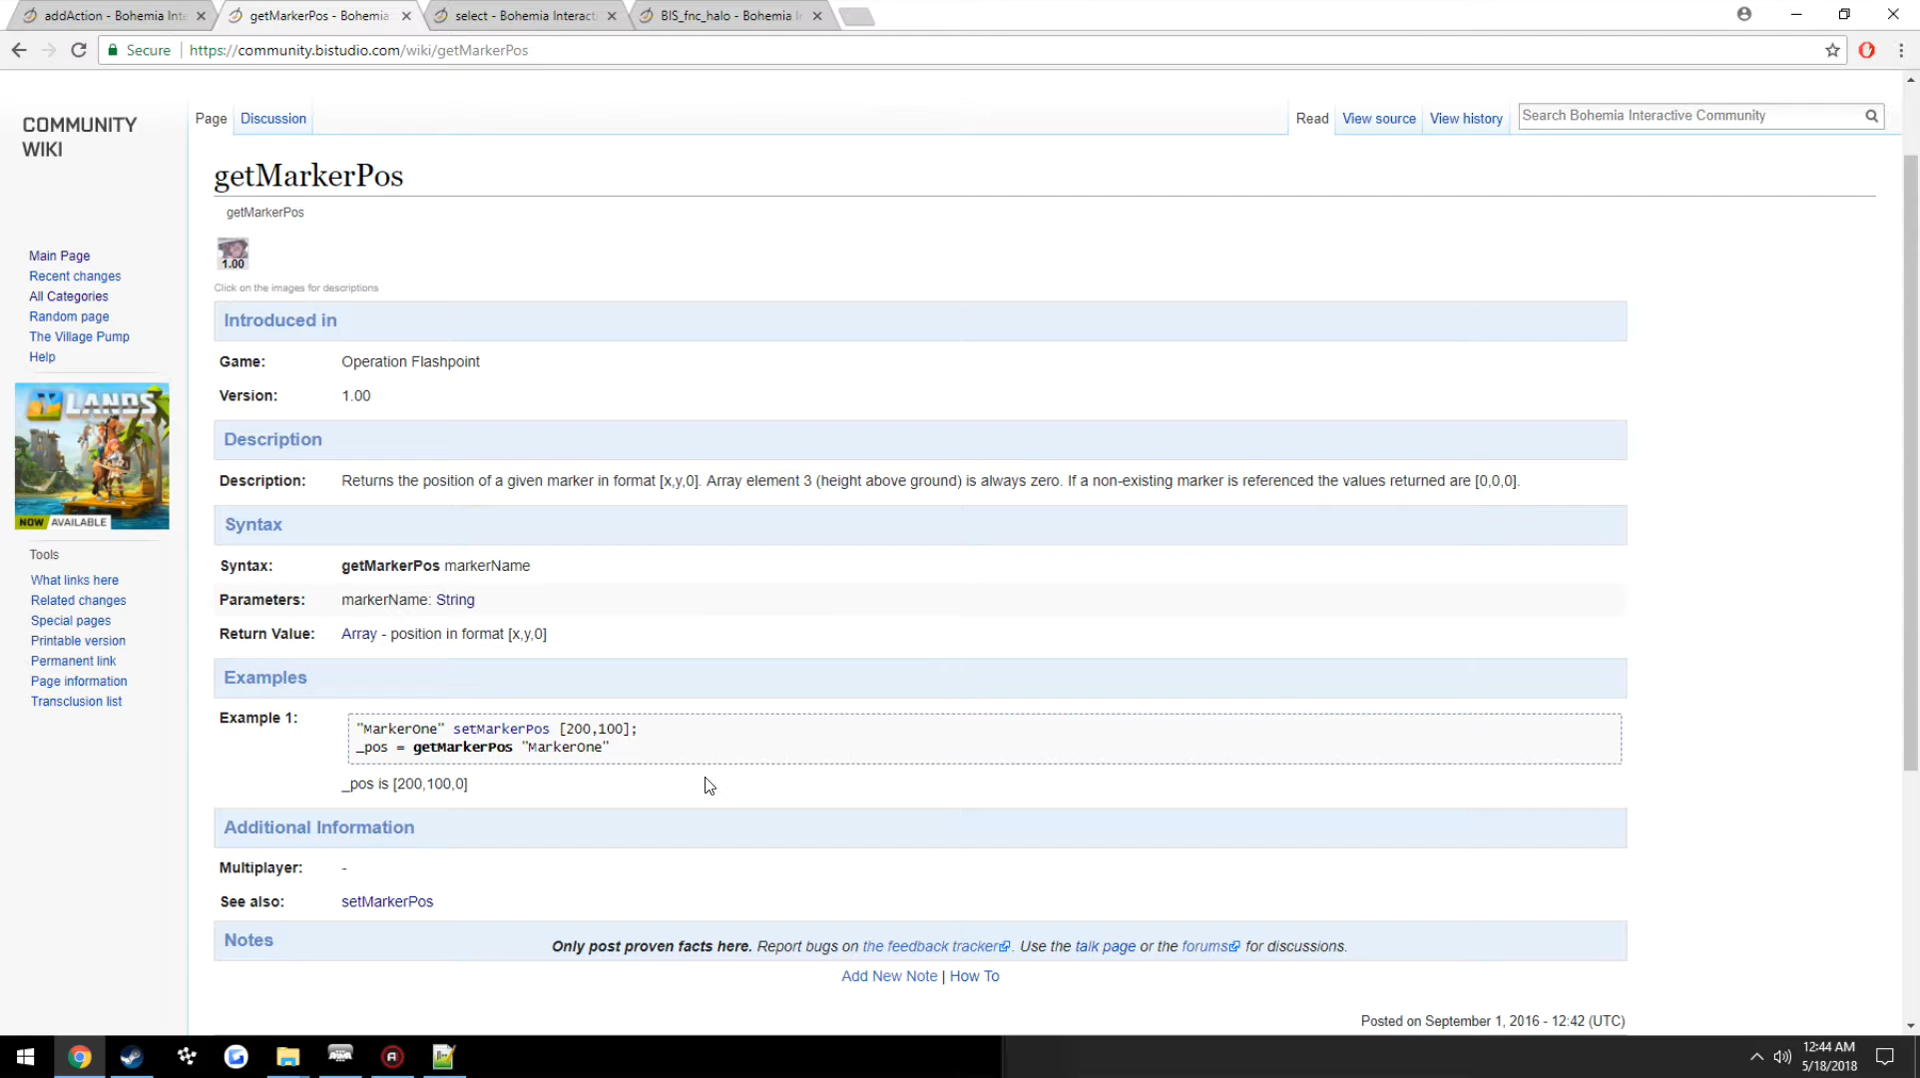 addAction - Bohemia Inte
getMarkerPos - Bohemia
select - Bohemia Interacti
BIS_fnc_halo - Bohemia I
Secure
https://community.bistudio.com/wiki/getMarkerPos
COMMUNITY
WIKI
Page
Discussion
Read
View source
View history
Search Bohemia Interactive Community
getMarkerPos
getMarkerPos
1.00
Click on the images for descriptions
Main Page
Recent changes
All Categories
Random page
The Village Pump
Help
LANDS
NOW AVAILABLE
Tools
What links here
Related changes
Special pages
Printable version
Permanent link
Page information
Transclusion list
Introduced in
Game: Operation Flashpoint
Version: 1.00
Description
Description: Returns the position of a given marker in format [x,y,0]. Array element 3 (height above ground) is always zero. If a non-existing marker is referenced the values returned are [0,0,0].
Syntax
Syntax: getMarkerPos markerName
Parameters: markerName: String
Return Value: Array - position in format [x,y,0]
Examples
Example 1:
"MarkerOne" setMarkerPos [200,100];
_pos = getMarkerPos "MarkerOne"
_pos is [200,100,0]
Additional Information
Multiplayer: -
See also: setMarkerPos
Notes
Only post proven facts here. Report bugs on the feedback tracker. Use the talk page or the forums for discussions.
Add New Note | How To
Posted on September 1, 2016 - 12:42 (UTC)
12:44 AM
5/18/2018